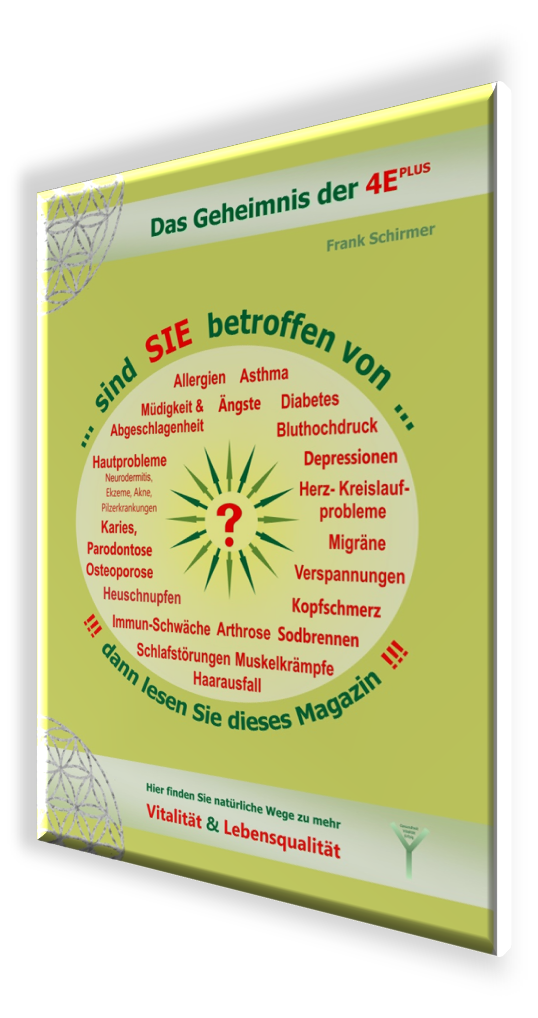 Das Geheimnis der 4E PLUS
Frank Schirmer
... sind SIE betroffen von ...
Allergien Asthma
Müdigkeit & Abgeschlagenheit
Ängste
Diabetes
Bluthochdruck
Hautprobleme
Neurodermitis,
Ekzeme, Akne,
Pilzerkrankungen
Depressionen
Herz- Kreislauf-
probleme
Karies,
Parodontose
Migräne
Osteoporose
Verspannungen
Heuschnupfen
Kopfschmerz
?
Immun-Schwäche Arthrose Sodbrennen
Schlafstörungen Muskelkrämpfe
Haarausfall
!!! dann lesen Sie dieses Magazin !!!
Hier finden Sie natürliche Wege zu mehr
Vitalität & Lebensqualität